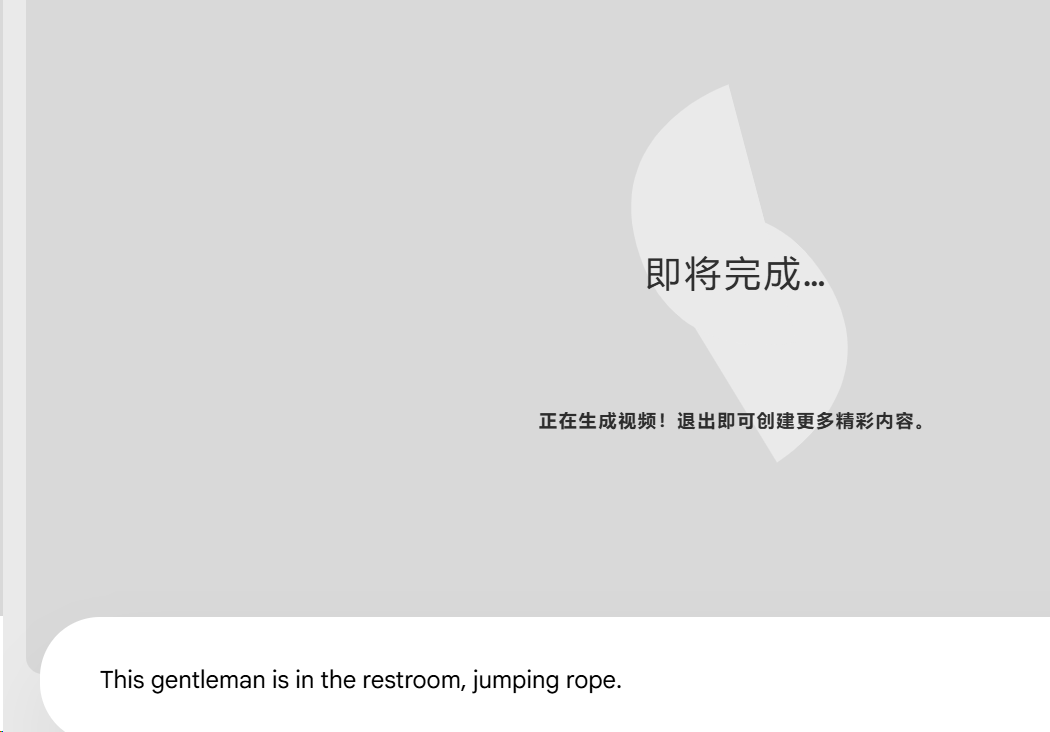 即将完成...
正在生成视频！退出即可创建更多精彩内容。
This gentleman is in the restroom, jumping rope.